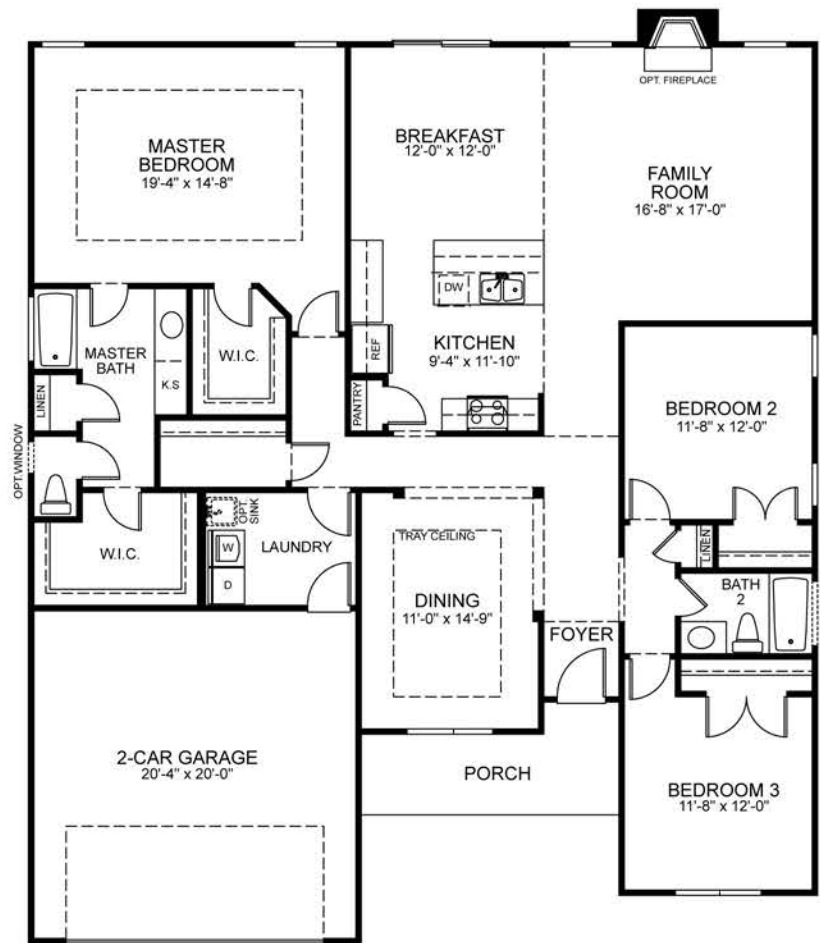 OPT. FIREPLACE
MASTER
BEDROOM
19'-4" x 14'-8"
BREAKFAST
12'-0" x 12'-0"
FAMILY
ROOM
16'-8" x 17'-0"
DW
MASTER
BATH
W.I.C.
K.S
REF
KITCHEN
9'-4" x 11'-10"
LINEN
PANTRY
BEDROOM 2
11'-8" x 12'-0"
OPT.WINDOW
W.I.C.
OPT.
SINK
W
D
LAUNDRY
TRAY CEILING
DINING
11'-0" x 14'-9"
LINEN
BATH
2
FOYER
2-CAR GARAGE
20'-4" x 20'-0"
PORCH
BEDROOM 3
11'-8" x 12'-0"